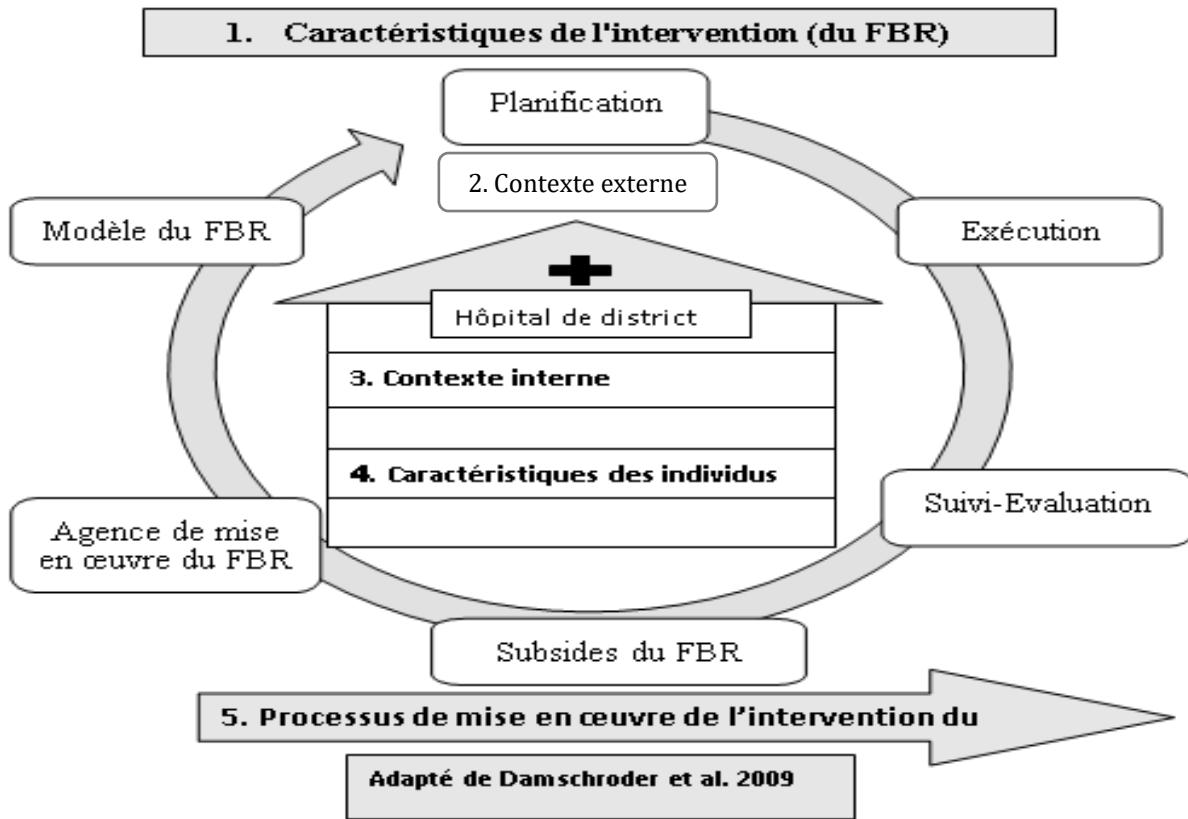 1. Caractéristiques de l'intervention (du FBR)
Planification
2. Contexte externe
Modèle du FBR
Exécution
Hôpital de district
3. Contexte interne
4. Caractéristiques des individus
Suivi-Evaluation
Agence de mise
en œuvre du FBR
Subsides du FBR
5. Processus de mise en œuvre de l’intervention du
Adapté de Damschroder et al. 2009